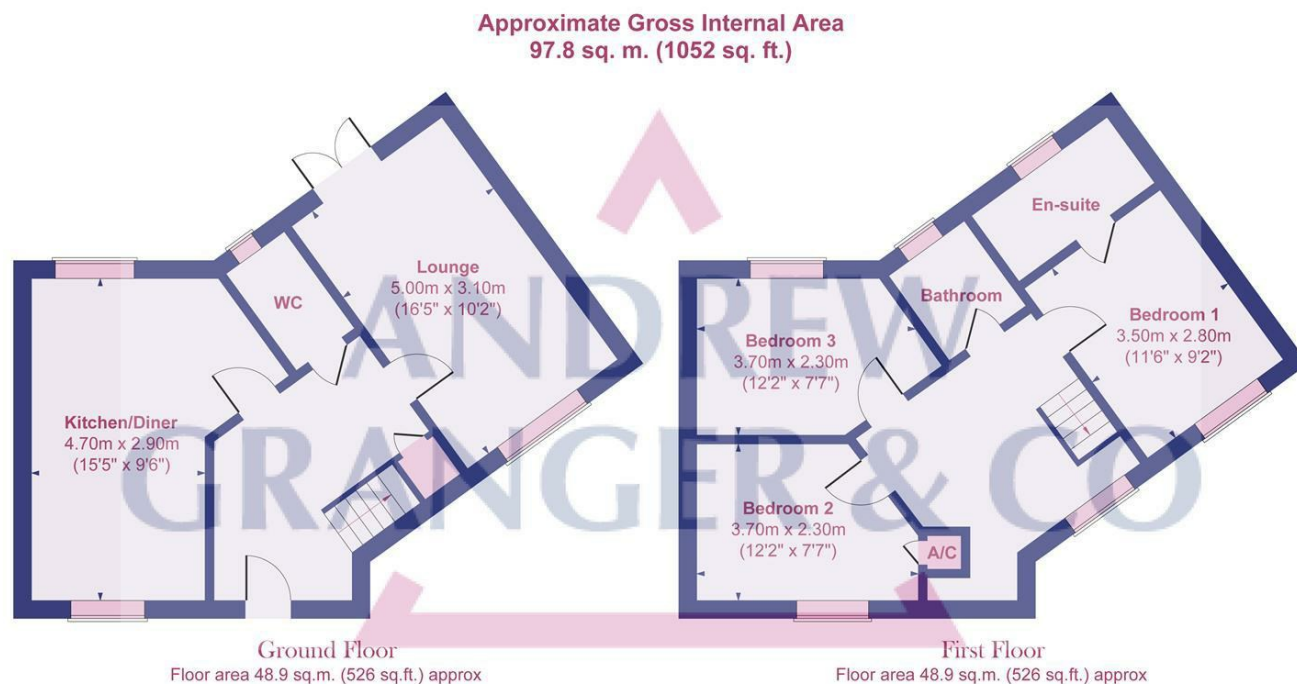 Approximate Gross Internal Area
97.8 sq. m. (1052 sq. ft.)
Lounge
5.00m x 3.10m
(16'5" x 10'2")
WC
Kitchen/Diner
4.70m x 2.90m
(15'5" x 9'6")
Ground Floor
Floor area 48.9 sq.m. (526 sq.ft.) approx
En-suite
Bathroom
Bedroom 1
3.50m x 2.80m
(11'6" x 9'2")
Bedroom 3
3.70m x 2.30m
(12'2" x 7'7")
Bedroom 2
3.70m x 2.30m
(12'2" x 7'7")
A/C
First Floor
Floor area 48.9 sq.m. (526 sq.ft.) approx
ANDREW
GRANGER & CO